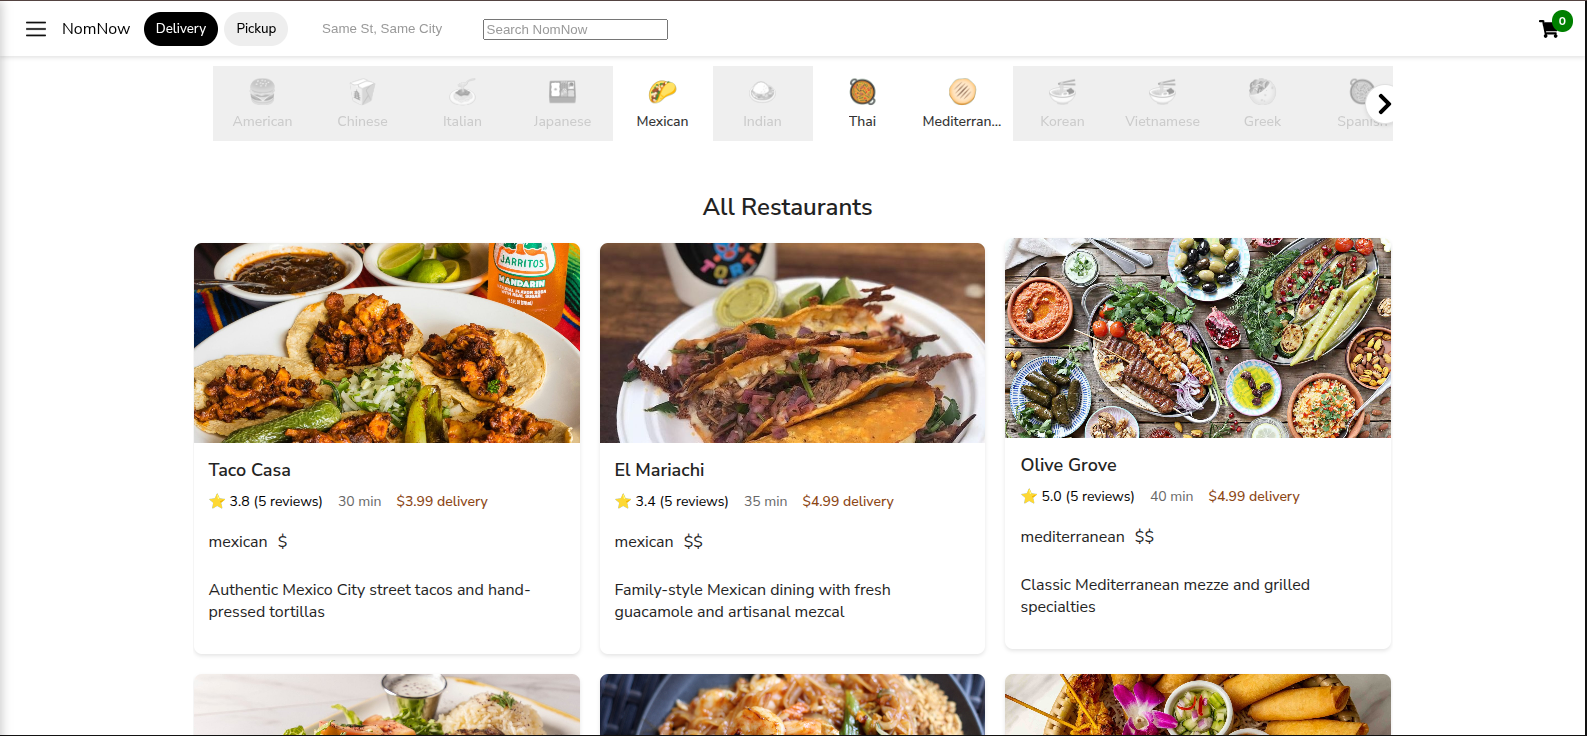 NomNow Delivery Pickup Same St, Same City Search NomNow 0
American Chinese Italian Japanese Mexican Indian Thai Mediterran... Korean Vietnamese Greek Spanish
All Restaurants
JARRITOS
MANDARIN
Taco Casa
3.8 (5 reviews) 30 min $3.99 delivery
mexican $
Authentic Mexico City street tacos and hand-
pressed tortillas
El Mariachi
3.4 (5 reviews) 35 min $4.99 delivery
mexican $$
Family-style Mexican dining with fresh
guacamole and artisanal mezcal
Olive Grove
5.0 (5 reviews) 40 min $4.99 delivery
mediterranean $$
Classic Mediterranean mezze and grilled
specialties